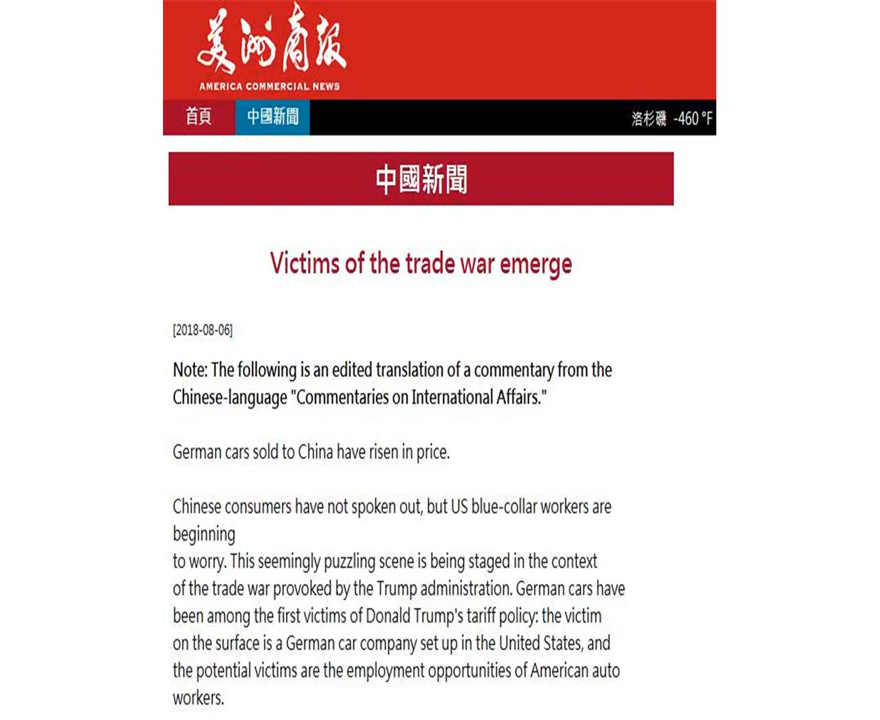 美洲商報
AMERICA COMMERCIAL NEWS
首頁 中國新聞 洛杉磯 -460 °F
中國新聞
Victims of the trade war emerge
[2018-08-06]
Note: The following is an edited translation of a commentary from the
Chinese-language "Commentaries on International Affairs."
German cars sold to China have risen in price.
Chinese consumers have not spoken out, but US blue-collar workers are
beginning
to worry. This seemingly puzzling scene is being staged in the context
of the trade war provoked by the Trump administration. German cars have
been among the first victims of Donald Trump's tariff policy: the victim
on the surface is a German car company set up in the United States, and
the potential victims are the employment opportunities of American auto
workers.